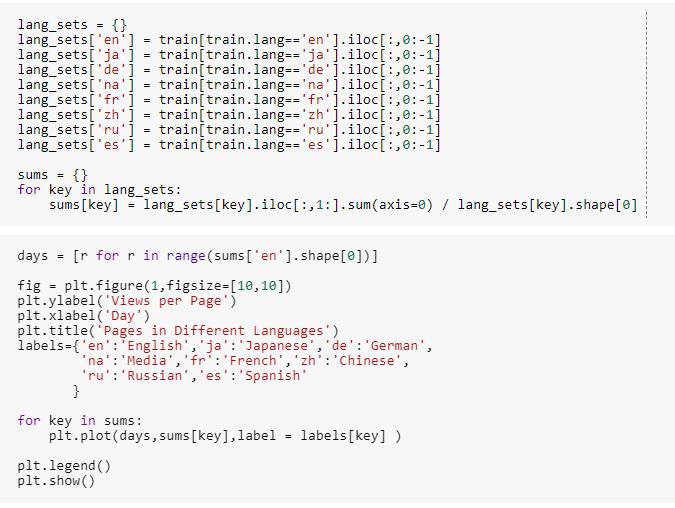 lang_sets = {}
lang_sets['en'] = train[train.lang=='en'].iloc[:,0:-1]
lang_sets['ja'] = train[train.lang=='ja'].iloc[:,0:-1]
lang_sets['de'] = train[train.lang=='de'].iloc[:,0:-1]
lang_sets['na'] = train[train.lang=='na'].iloc[:,0:-1]
lang_sets['fr'] = train[train.lang=='fr'].iloc[:,0:-1]
lang_sets['zh'] = train[train.lang=='zh'].iloc[:,0:-1]
lang_sets['ru'] = train[train.lang=='ru'].iloc[:,0:-1]
lang_sets['es'] = train[train.lang=='es'].iloc[:,0:-1]
sums = {}
for key in lang_sets:
    sums[key] = lang_sets[key].iloc[:,1:].sum(axis=0) / lang_sets[key].shape[0]
days = [r for r in range(sums['en'].shape[0])]
fig = plt.figure(1,figsize=[10,10])
plt.ylabel('Views per Page')
plt.xlabel('Day')
plt.title('Pages in Different Languages')
labels={'en':'English','ja':'Japanese','de':'German',
        'na':'Media','fr':'French','zh':'Chinese',
        'ru':'Russian','es':'Spanish'
       }
for key in sums:
    plt.plot(days,sums[key],label = labels[key] )
plt.legend()
plt.show()